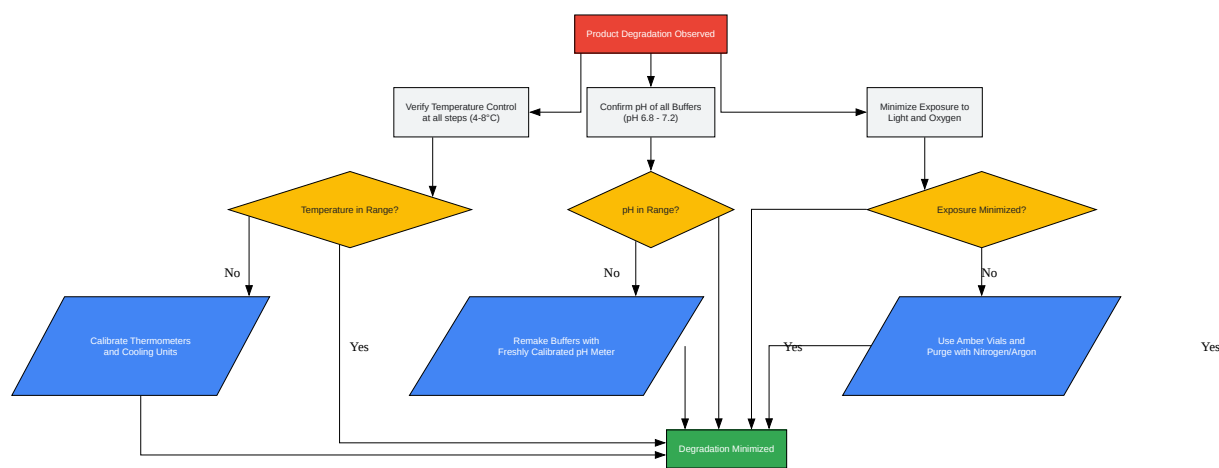 Product Degradation Observed
Verify Temperature Control
at all steps (4-8°C)
Confirm pH of all Buffers
(pH 6.8 - 7.2)
Minimize Exposure to
Light and Oxygen
Temperature in Range?
pH in Range?
Exposure Minimized?
No
No
No
Calibrate Thermometers
and Cooling Units
Yes
Remake Buffers with
Freshly Calibrated pH Meter
Yes
Use Amber Vials and
Purge with Nitrogen/Argon
Yes
Degradation Minimized